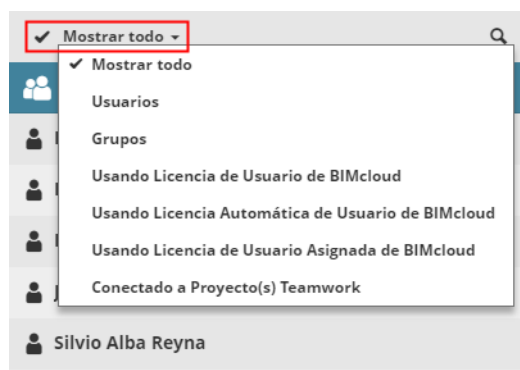 Mostrar todo
Mostrar todo
Usuarios
Grupos
Usando Licencia de Usuario de BIMcloud
Usando Licencia Automática de Usuario de BIMcloud
Usando Licencia de Usuario Asignada de BIMcloud
Conectado a Proyecto(s) Teamwork
Silvio Alba Reyna